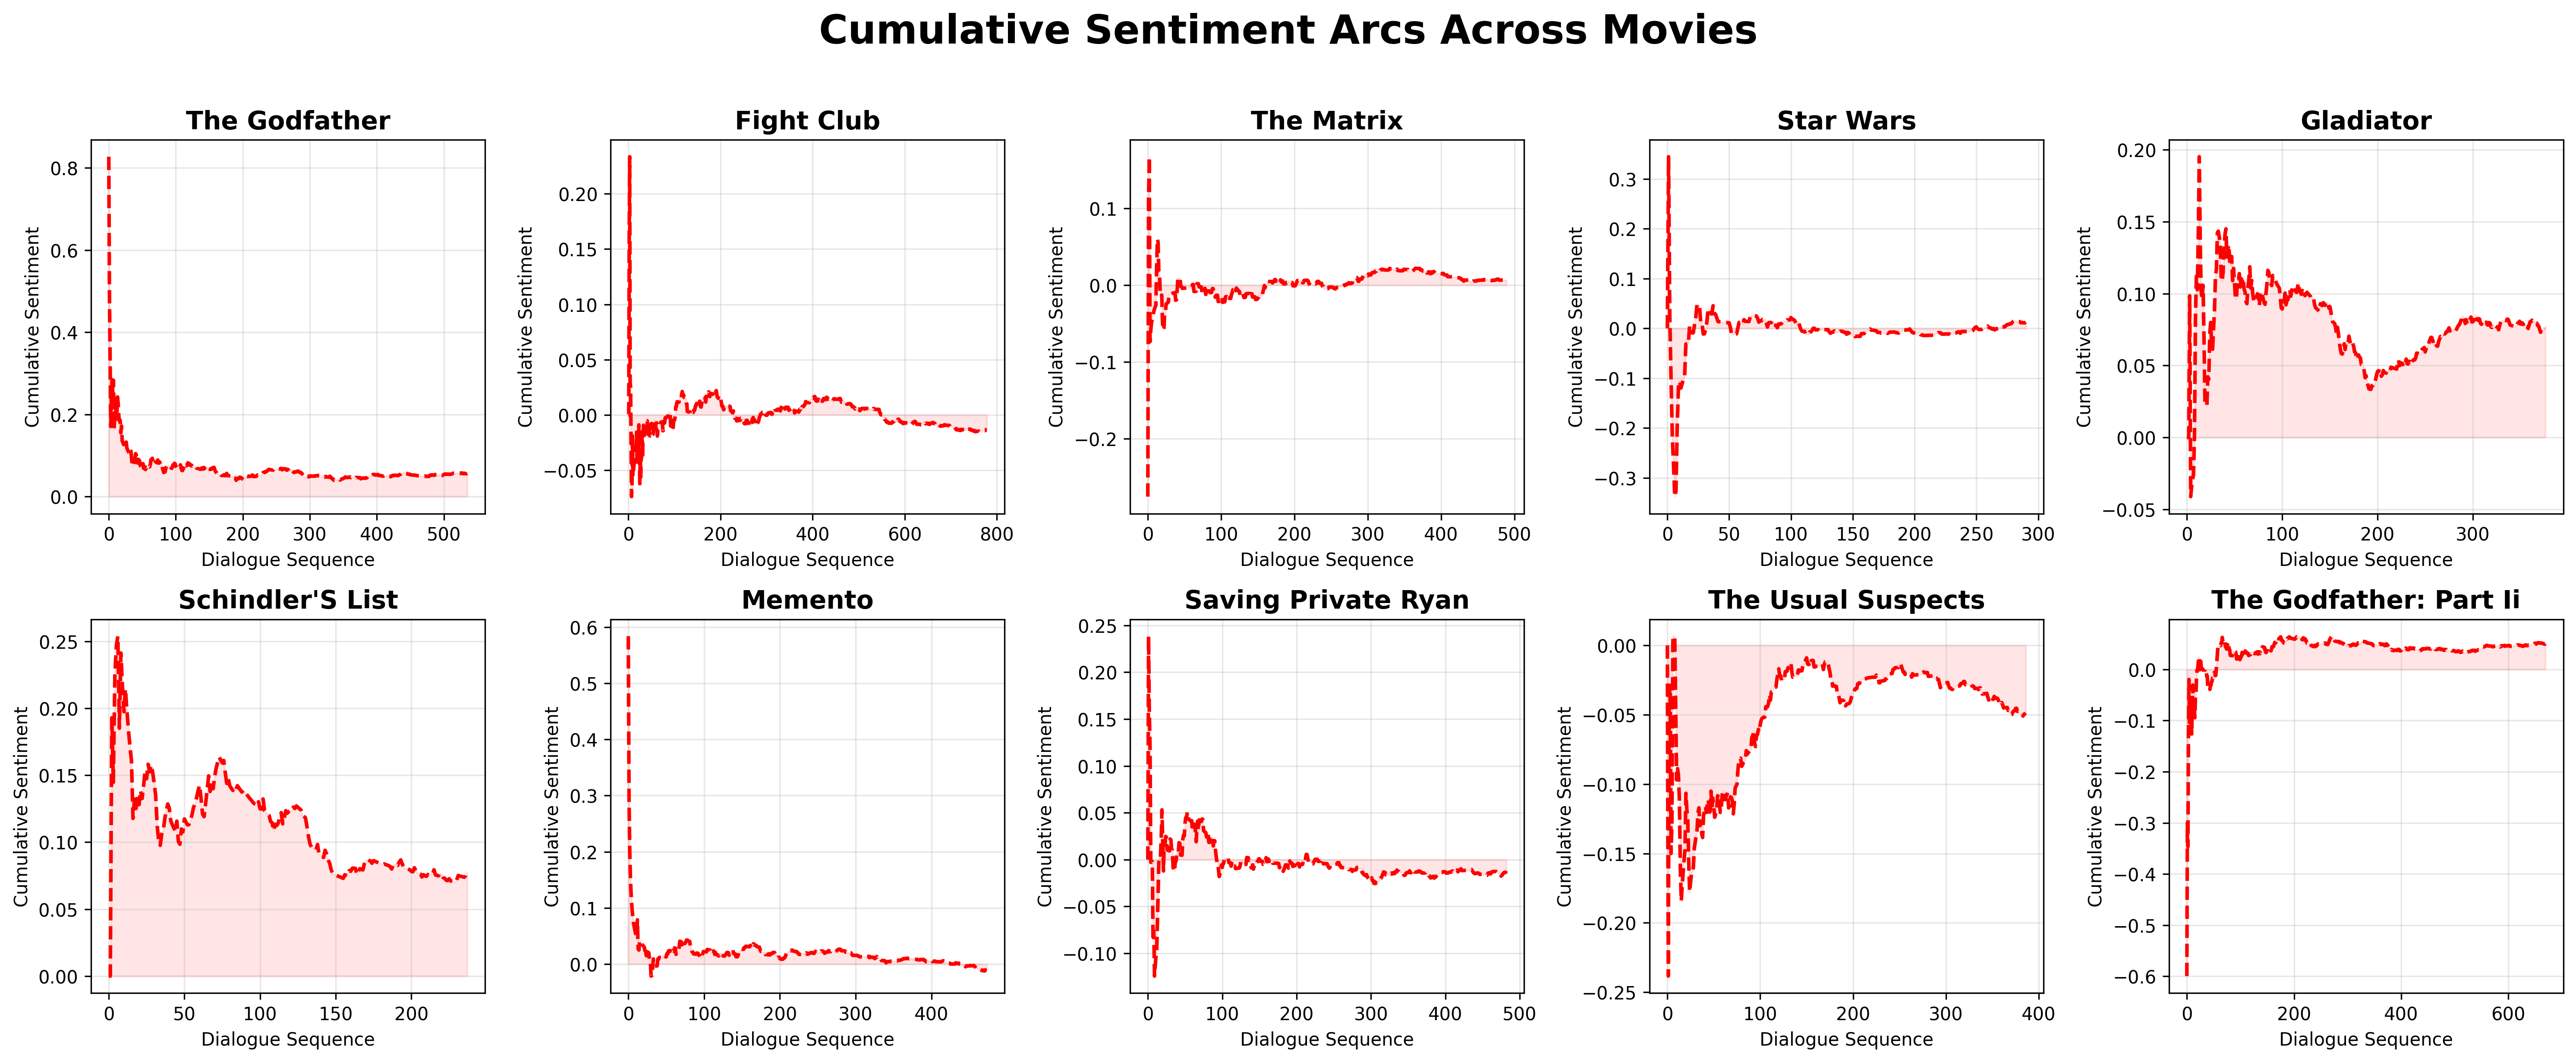 Cumulative Sentiment Arcs Across Movies
The Godfather
Cumulative Sentiment
0.8
0.6
0.4
0.2
0.0
0 100 200 300 400 500
Dialogue Sequence
Fight Club
Cumulative Sentiment
0.20
0.15
0.10
0.05
0.00
−0.05
0 200 400 600 800
Dialogue Sequence
The Matrix
Cumulative Sentiment
0.1
0.0
−0.1
−0.2
0 100 200 300 400 500
Dialogue Sequence
Star Wars
Cumulative Sentiment
0.3
0.2
0.1
0.0
−0.1
−0.2
−0.3
0 50 100 150 200 250 300
Dialogue Sequence
Gladiator
Cumulative Sentiment
0.20
0.15
0.10
0.05
0.00
−0.05
0 100 200 300
Dialogue Sequence
Schindler'S List
Cumulative Sentiment
0.25
0.20
0.15
0.10
0.05
0.00
0 50 100 150 200
Dialogue Sequence
Memento
Cumulative Sentiment
0.6
0.5
0.4
0.3
0.2
0.1
0.0
0 100 200 300 400
Dialogue Sequence
Saving Private Ryan
Cumulative Sentiment
0.25
0.20
0.15
0.10
0.05
0.00
−0.05
−0.10
0 100 200 300 400 500
Dialogue Sequence
The Usual Suspects
Cumulative Sentiment
0.00
−0.05
−0.10
−0.15
−0.20
−0.25
0 100 200 300 400
Dialogue Sequence
The Godfather: Part Ii
Cumulative Sentiment
0.0
−0.1
−0.2
−0.3
−0.4
−0.5
−0.6
0 200 400 600
Dialogue Sequence